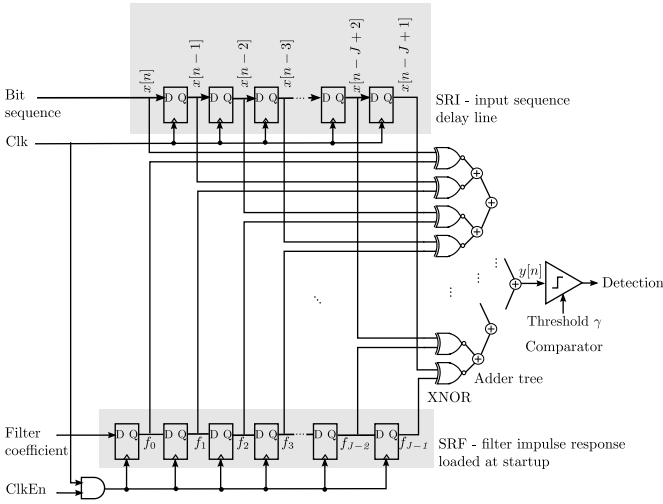 x[n]
x[n − 1]
x[n − 2]
x[n − 3]
x[n − J + 2]
x[n − J + 1]
Bit
sequence
D Q
D Q
D Q
...
D Q
D Q
SRI - input sequence
delay line
Clk
y[n]
Detection
Threshold γ
Comparator
Adder tree
XNOR
Filter
coefficient
D Q
f0
D Q
f1
D Q
f2
D Q
f3
...
D Q
fJ−2
D Q
fJ−1
SRF - filter impulse response
loaded at startup
ClkEn